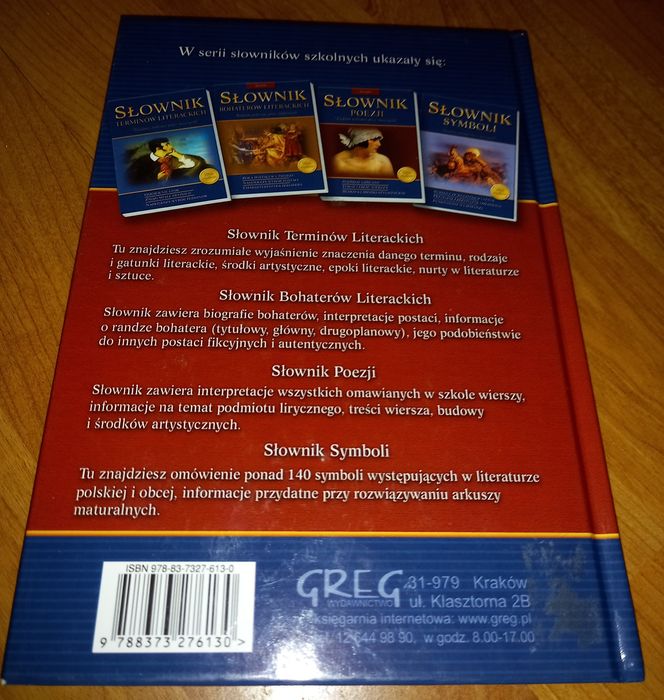 W serii słowników szkolnych ukazały się:
SŁOWNIK
TERMINÓW LITERACKICH
SŁOWNIK
BOHATERÓW LITERACKICH
SŁOWNIK
POEZJI
SŁOWNIK
SYMBOLI
Słownik Terminów Literackich
Tu znajdziesz zrozumiałe wyjaśnienie znaczenia danego terminu, rodzaje
i gatunki literackie, środki artystyczne, epoki literackie, nurty w literaturze
i sztuce.
Słownik Bohaterów Literackich
Słownik zawiera biografie bohaterów, interpretacje postaci, informacje
o randze bohatera (tytułowy, główny, drugoplanowy), jego podobieństwie
do innych postaci fikcyjnych i autentycznych.
Słownik Poezji
Słownik zawiera interpretacje wszystkich omawianych w szkole wierszy,
informacje na temat podmiotu lirycznego, treści wiersza, budowy
i środków artystycznych.
Słownik Symboli
Tu znajdziesz omówienie ponad 140 symboli występujących w literaturze
polskiej i obcej, informacje przydatne przy rozwiązywaniu arkuszy
maturalnych.
ISBN 978-83-7327-613-0
9 788373 276130 >
GREG
WYDAWNICTWO
31-979 Kraków
ul. Klasztorna 2B
księgarnia internetowa: www.greg.pl
tel. 12 644 98 90, w godz. 8.00-17.00